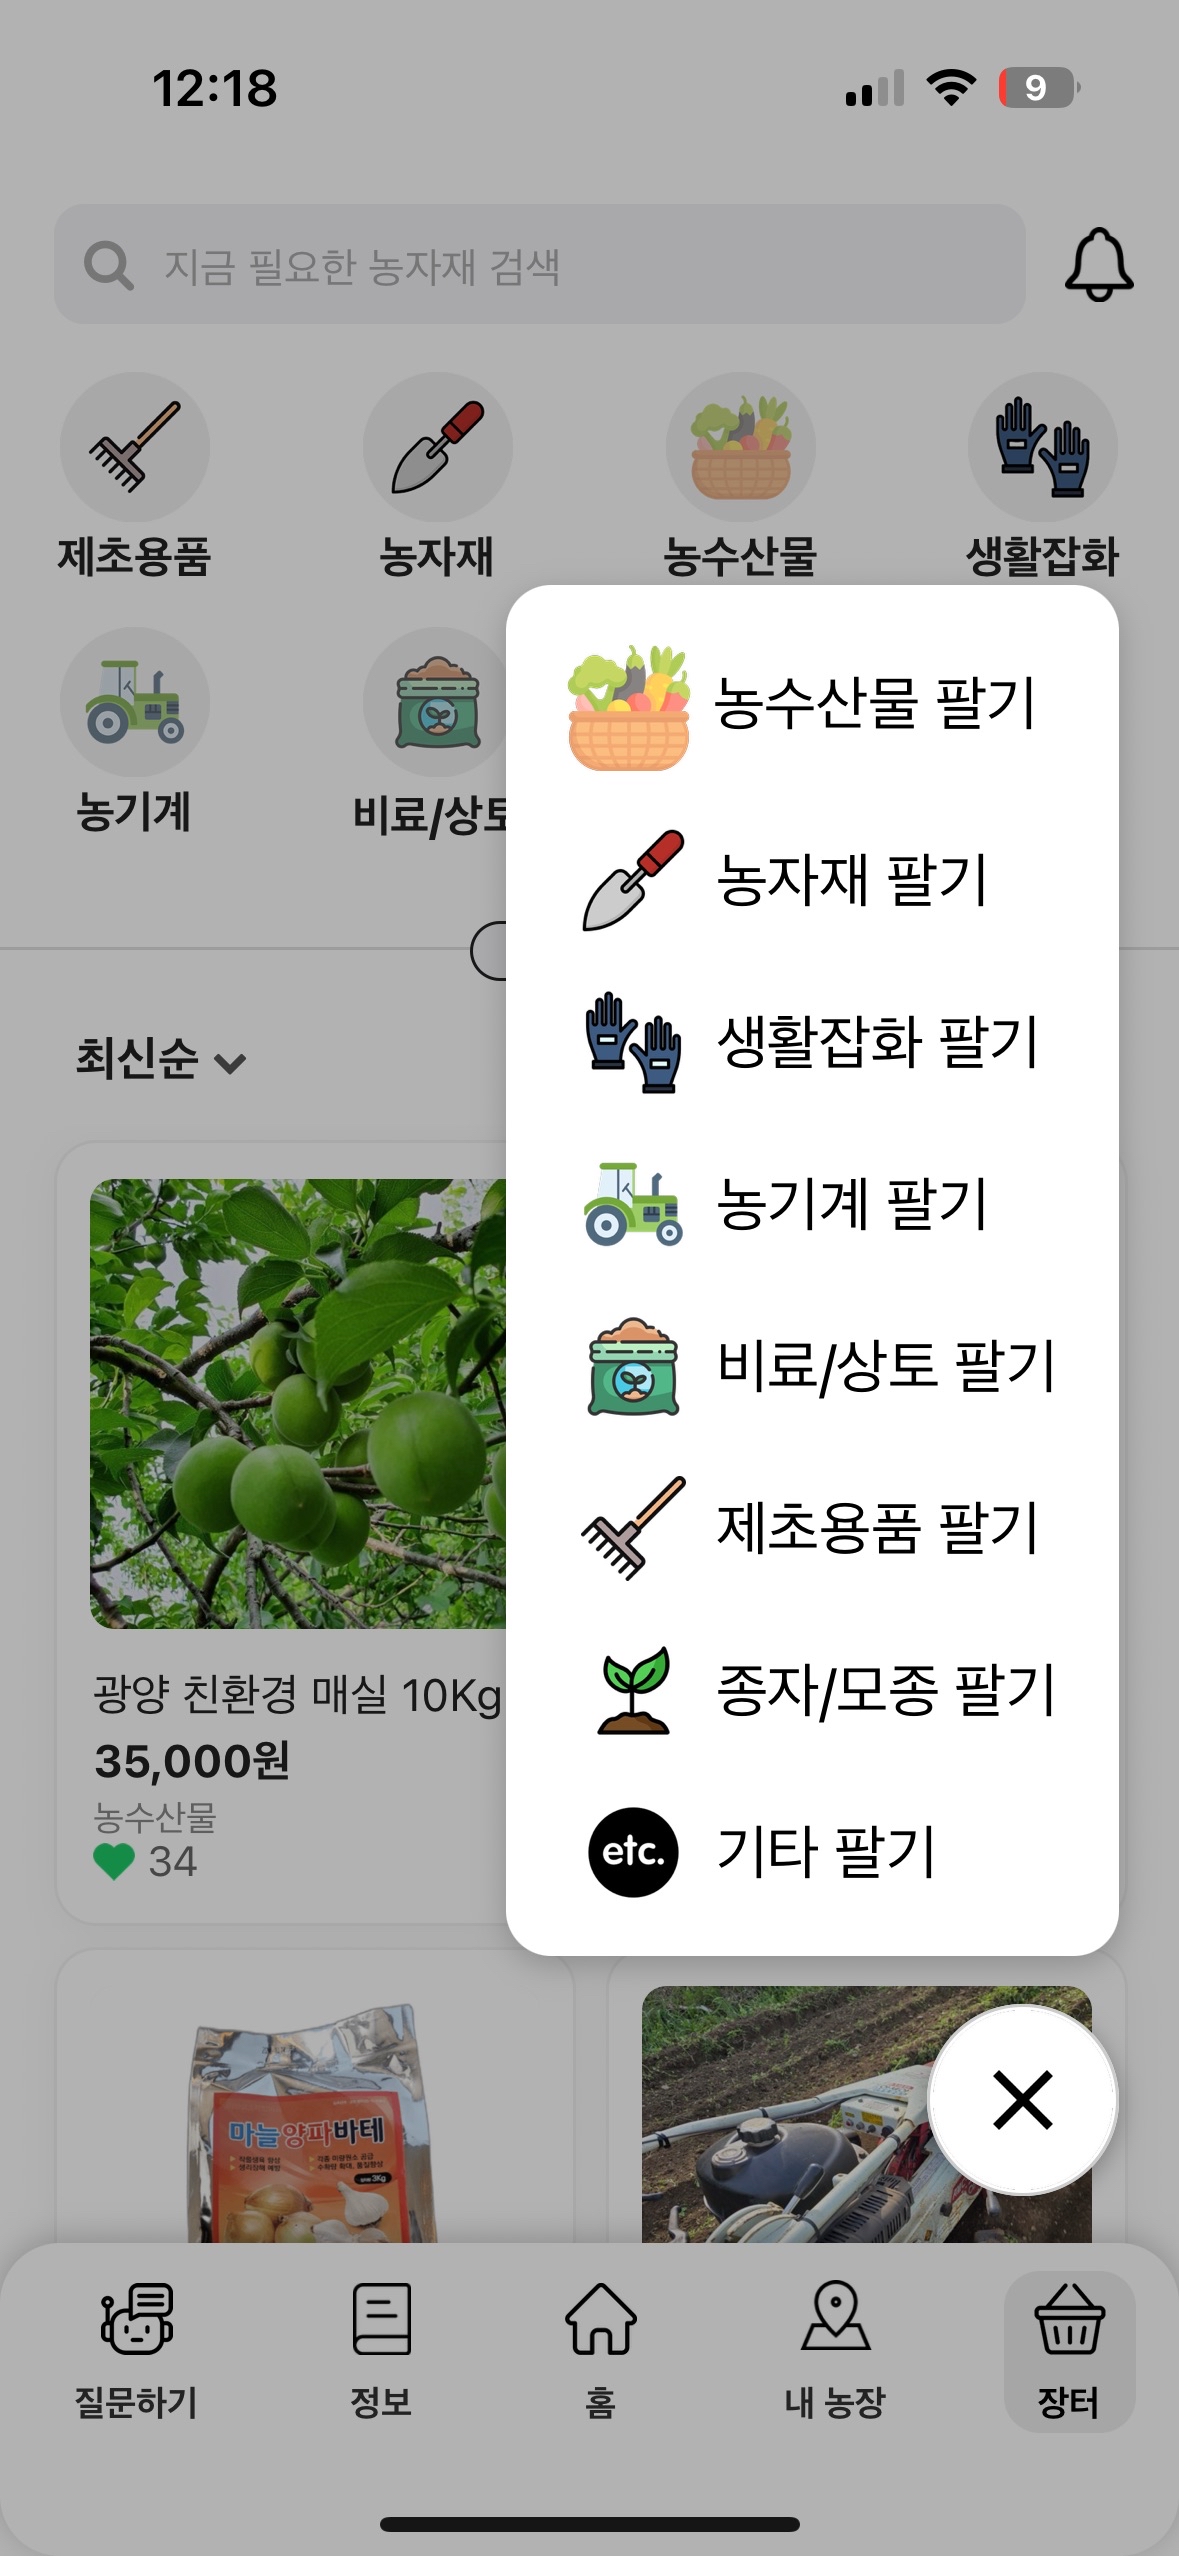 12:18
9
지금 필요한 농자재 검색
제초용품
농자재
농수산물
생활잡화
농기계
비료/상토
농수산물 팔기
농자재 팔기
생활잡화 팔기
농기계 팔기
비료/상토 팔기
제초용품 팔기
종자/모종 팔기
etc. 기타 팔기
최신순
광양 친환경 매실 10Kg
35,000원
농수산물
34
마늘양파바테
3Kg
질문하기
정보
홈
내 농장
장터